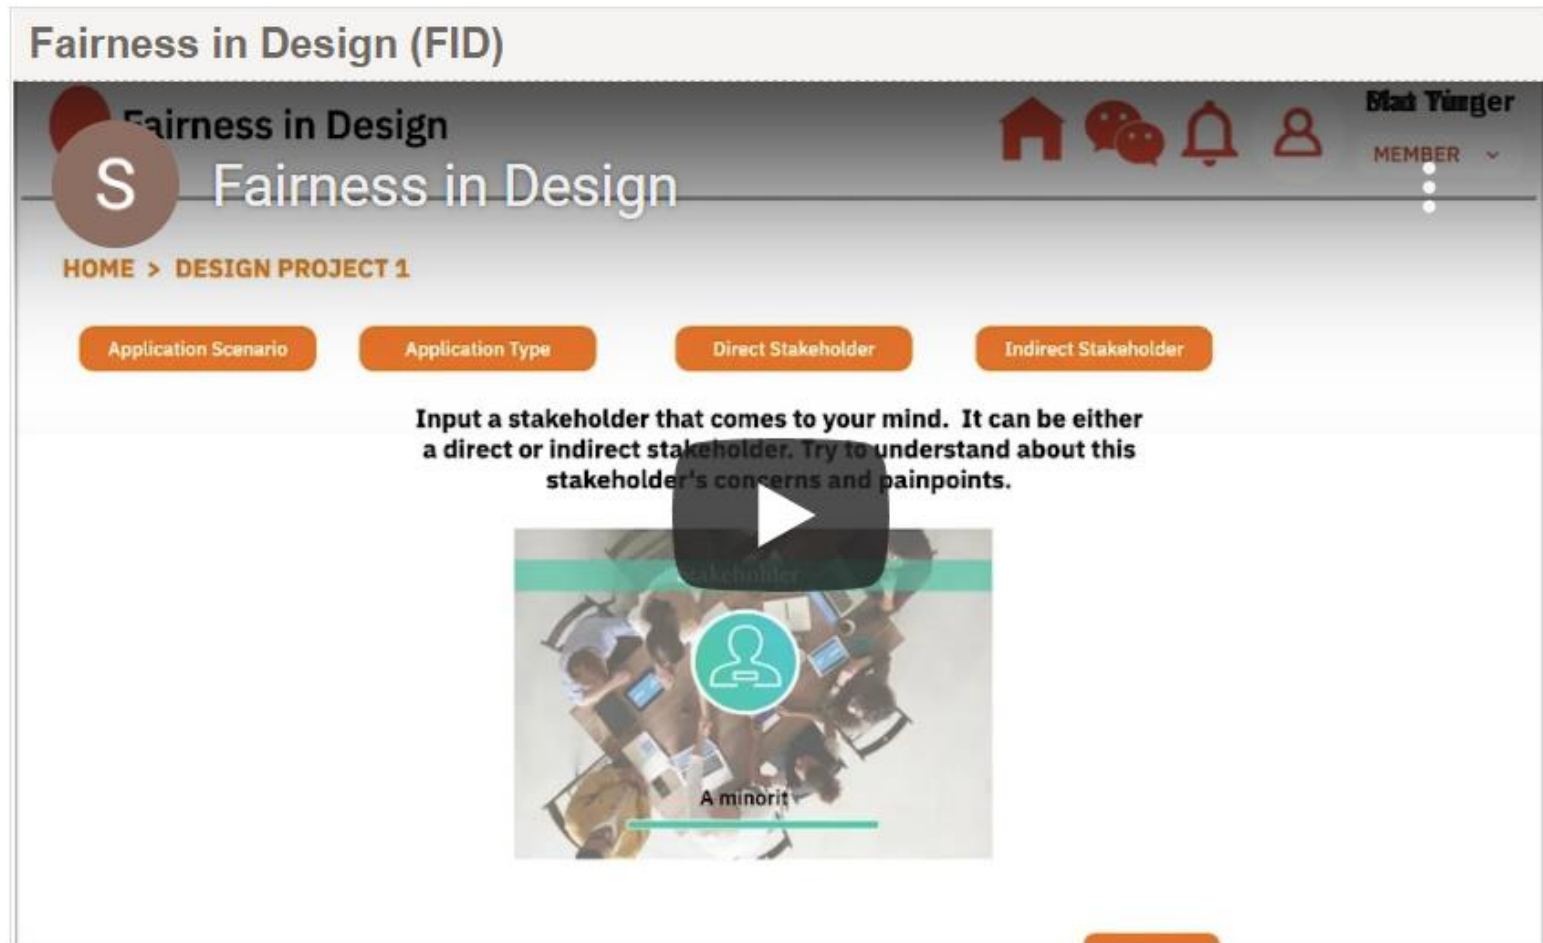 Fairness in Design (FID)
Fairness in Design
MEMBER
S
Fairness in Design
HOME > DESIGN PROJECT 1
Application Scenario
Application Type
Direct Stakeholder
Indirect Stakeholder
Input a stakeholder that comes to your mind. It can be either
a direct or indirect stakeholder. Try to understand about this
stakeholder's concerns and painpoints.
Stakeholder
A minorit